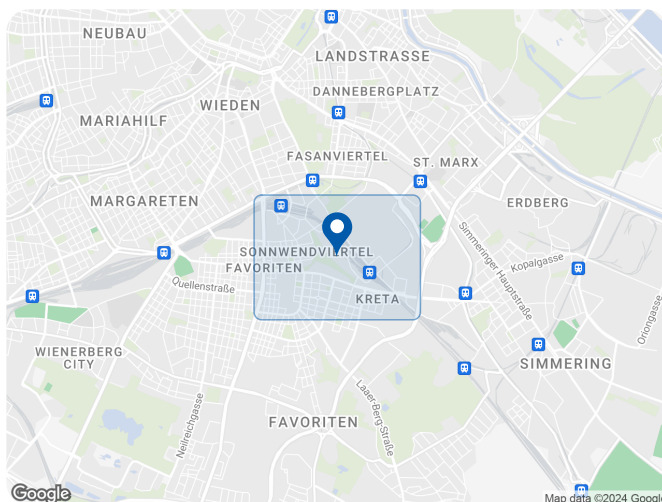 NEUBAU
LANDSTRASSE
DANNEBERGPLATZ
WIEDEN
MARIAHILF
FASANVIERTEL
ST. MARX
MARGARETEN
ERDBERG
SONNWENDVIERTEL
FAVORITEN
Kopalgasse
Simmeringer Hauptstraße
Quellenstraße
KRETA
Oriongasse
WIENERBERG
CITY
SIMMERING
Laaer-Berg-Straße
Neilreichgasse
FAVORITEN
Google
Map data ©2024 Google